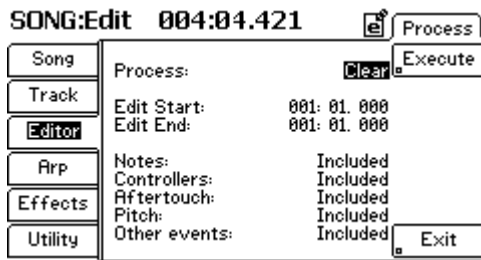 SONG:Edit 004:04.421
Process
Song
Execute
Process: Clear
Track
Edit Start: 001: 01. 000
Edit End: 001: 01. 000
Editor
Notes: Included
Arp
Controllers: Included
Aftertouch: Included
Effects
Pitch: Included
Other events: Included
Utility
Exit